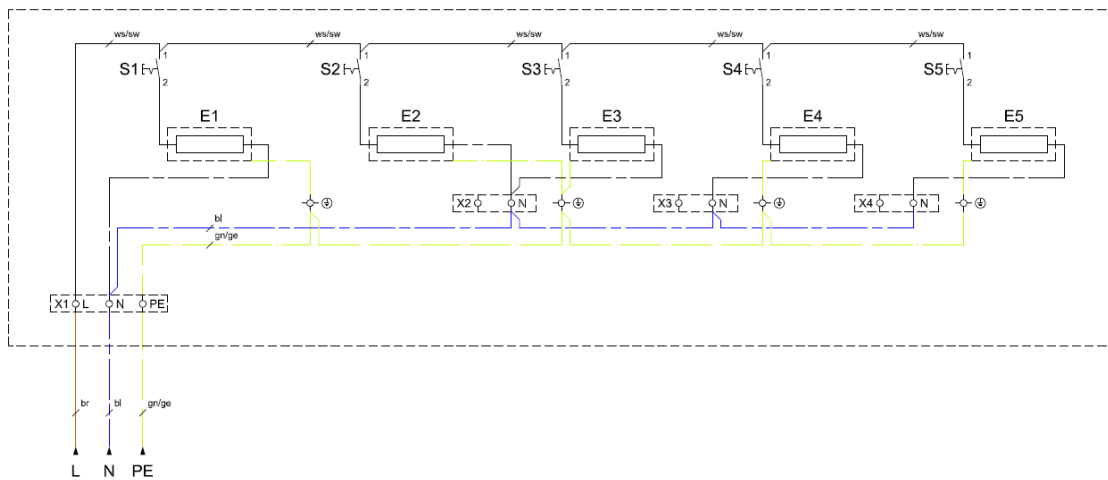 ws/sw ws/sw ws/sw ws/sw ws/sw
1 1 1 1 1
S1 S2 S3 S4 S5
2 2 2 2 2
E1 E2 E3 E4 E5
X2 N X3 N X4 N
bl
gn/ge
X1 L N PE
br bl gn/ge
L N PE